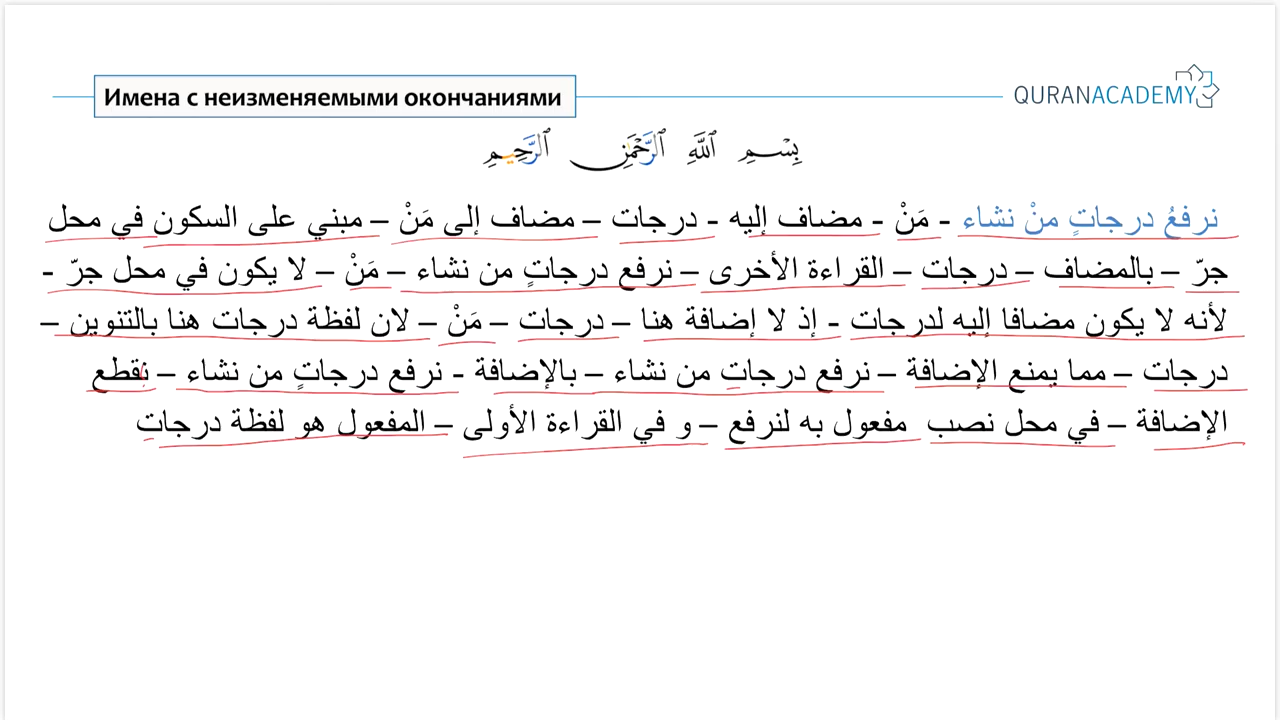 Имена с неизменяемыми окончаниями
QURANACADEMY
بِسْمِ ٱللَّهِ ٱلرَّحْمَٰنِ ٱلرَّحِيمِ
نرفعُ درجاتٍ منْ نشاء - مَنْ - مضاف إليه - درجات – مضاف إلى مَنْ – مبني على السكون في محل
جرّ – بالمضاف – درجات – القراءة الأخرى – نرفع درجاتٍ من نشاء – مَنْ – لا يكون في محل جرّ -
لأنه لا يكون مضافا إليه لدرجات - إذ لا إضافة هنا – درجات – مَنْ – لان لفظة درجات هنا بالتنوين –
درجات – مما يمنع الإضافة – نرفع درجاتِ من نشاء – بالإضافة - نرفع درجاتٍ من نشاء – بقطع
الإضافة – في محل نصب مفعول به لنرفع – و في القراءة الأولى – المفعول هو لفظة درجات